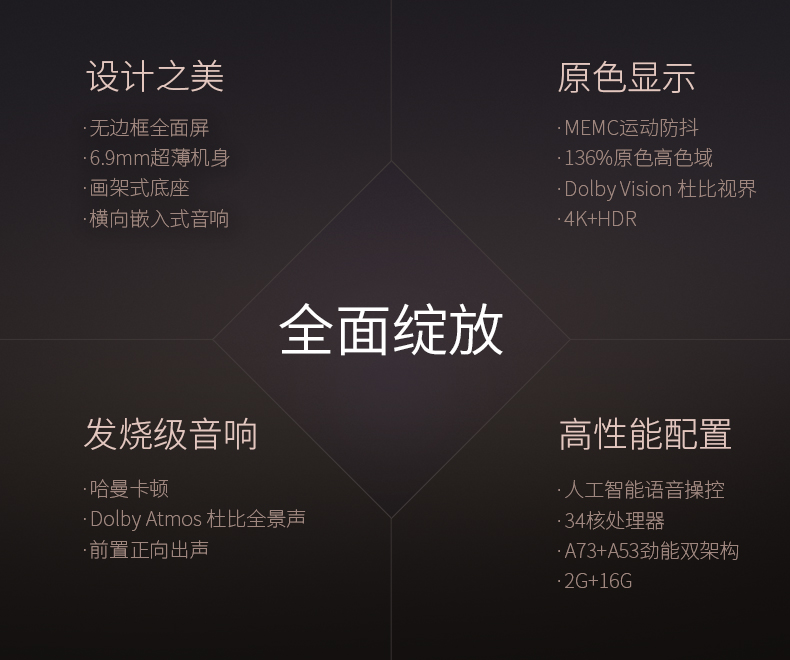 设计之美
·无边框全面屏
·6.9mm超薄机身
·画架式底座
·横向嵌入式音响
原色显示
·MEMC运动防抖
·136%原色高色域
·Dolby Vision 杜比视界
·4K+HDR
全面绽放
发烧级音响
·哈曼卡顿
·Dolby Atmos 杜比全景声
·前置正向出声
高性能配置
·人工智能语音操控
·34核处理器
·A73+A53劲能双架构
·2G+16G